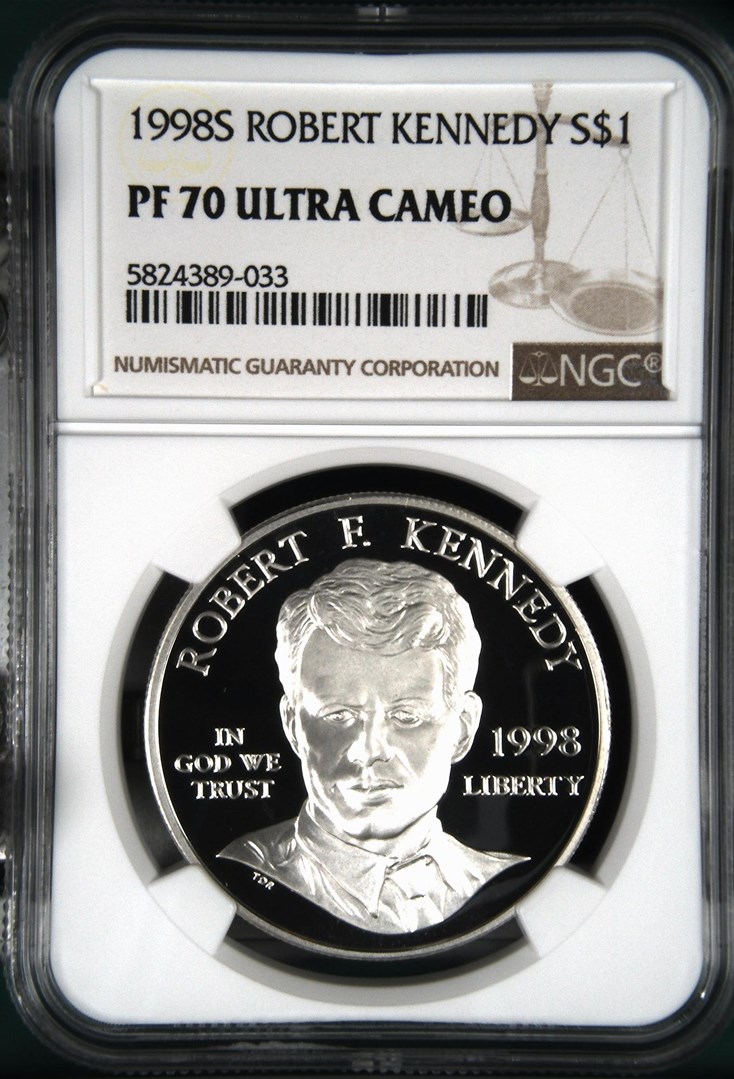 1998S ROBERT KENNEDY S$1
PF 70 ULTRA CAMEO
5824389-033
NUMISMATIC GUARANTY CORPORATION
NGC®
ROBERT F. KENNEDY
IN
GOD WE
TRUST
1998
LIBERTY
TDR